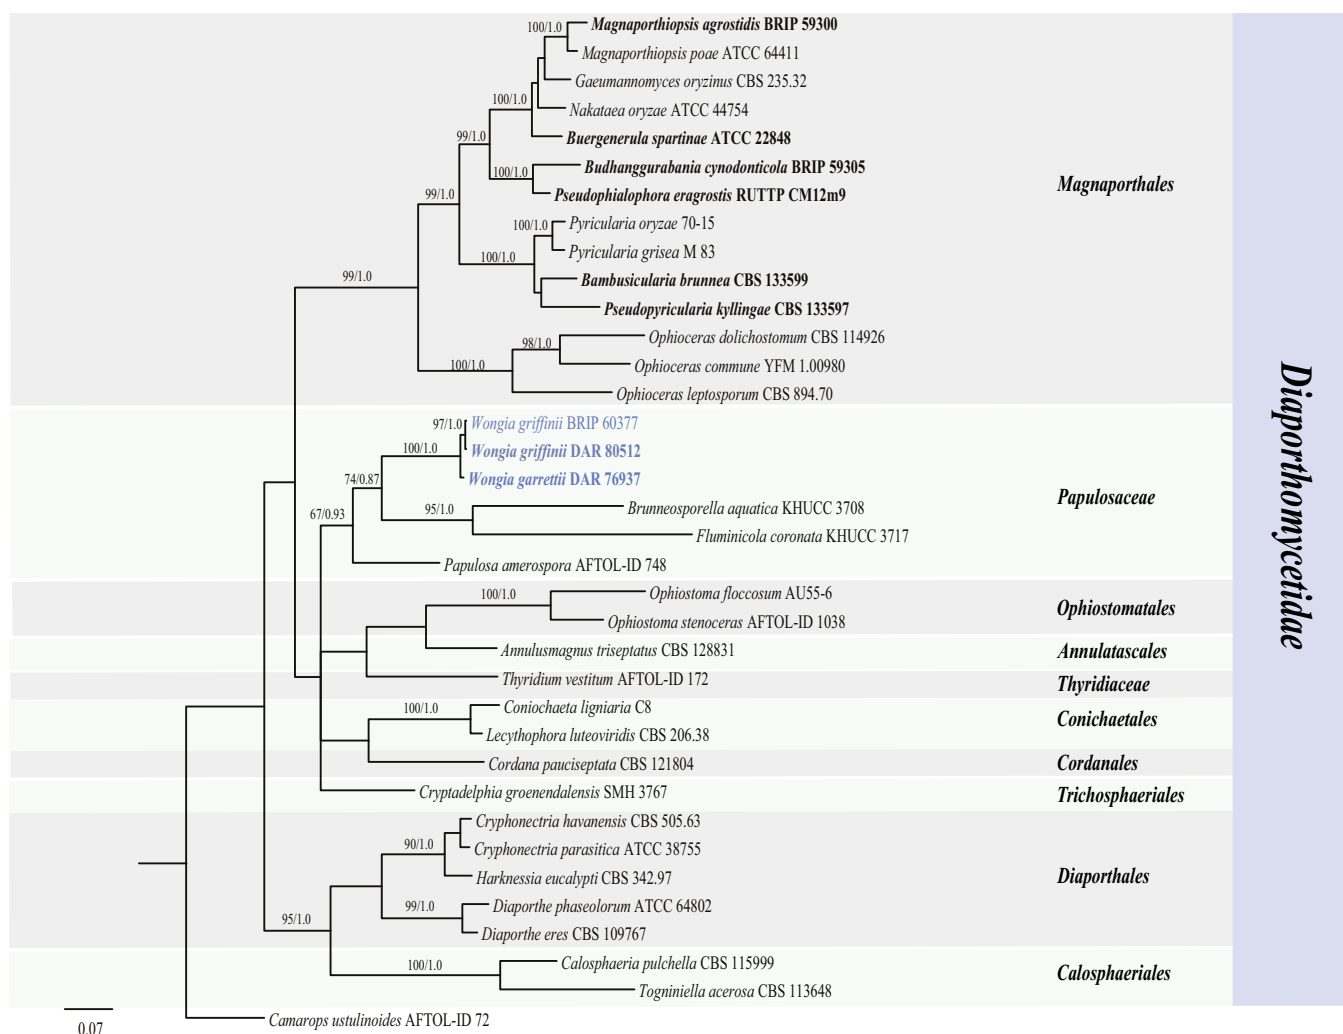 100/1.0
Magnaporthiopsis agrostidis BRIP 59300
Magnaporthiopsis poae ATCC 64411
Gaeumannomyces oryzinus CBS 235.32
100/1.0
Nakataea oryzae ATCC 44754
99/1.0
Buergenerula spartinae ATCC 22848
100/1.0
Budhanggurabania cynodonticola BRIP 59305
Magnaporthales
99/1.0
Pseudophialophora eragrostis RUTTP CM12m9
100/1.0
Pyricularia oryzae 70-15
100/1.0
Pyricularia grisea M 83
99/1.0
Bambusicularia brunnea CBS 133599
Pseudopyricularia kyllingae CBS 133597
98/1.0
Ophioceras dolichostomum CBS 114926
100/1.0
Ophioceras commune YFM 1.00980
Ophioceras leptosporum CBS 894.70
97/1.0
Wongia griffinii BRIP 60377
100/1.0
Wongia griffinii DAR 80512
74/0.87
Wongia garrettii DAR 76937
Papulosaceae
67/0.93
95/1.0
Brunneosporella aquatica KHUCC 3708
Fluminicola coronata KHUCC 3717
Papulosa amerospora AFTOL-ID 748
Diaporthomycetidae
100/1.0
Ophiostoma floccosum AU55-6
Ophiostomatales
Ophiostoma stenoceras AFTOL-ID 1038
Annulusmagnus triseptatus CBS 128831
Annulatascales
Thyridium vestitum AFTOL-ID 172
Thyridiaceae
100/1.0
Coniochaeta ligniaria C8
Conichaetales
Lecythophora luteoviridis CBS 206.38
Cordana pauciseptata CBS 121804
Cordanales
Cryptadelphia groenendalensis SMH 3767
Trichosphaeriales
Cryphonectria havanensis CBS 505.63
90/1.0
Cryphonectria parasitica ATCC 38755
Harknessia eucalypti CBS 342.97
Diaporthales
99/1.0
Diaporthe phaseolorum ATCC 64802
95/1.0
Diaporthe eres CBS 109767
100/1.0
Calosphaeria pulchella CBS 115999
Calosphaeriales
Togniniella acerosa CBS 113648
Camarops ustulinoides AFTOL-ID 72
0.07